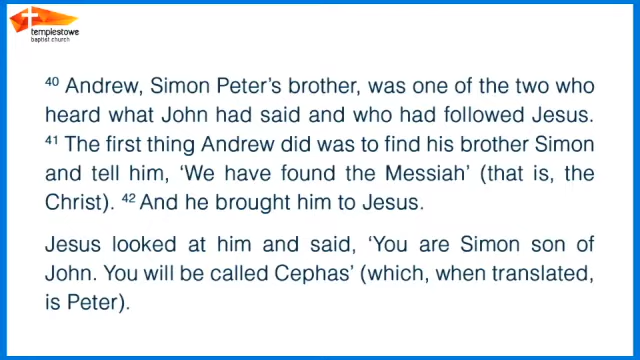 templestowe
baptist church
⁴⁰ Andrew, Simon Peter’s brother, was one of the two who
heard what John had said and who had followed Jesus.
⁴¹ The first thing Andrew did was to find his brother Simon
and tell him, ‘We have found the Messiah’ (that is, the
Christ). ⁴² And he brought him to Jesus.
Jesus looked at him and said, ‘You are Simon son of
John. You will be called Cephas’ (which, when translated,
is Peter).